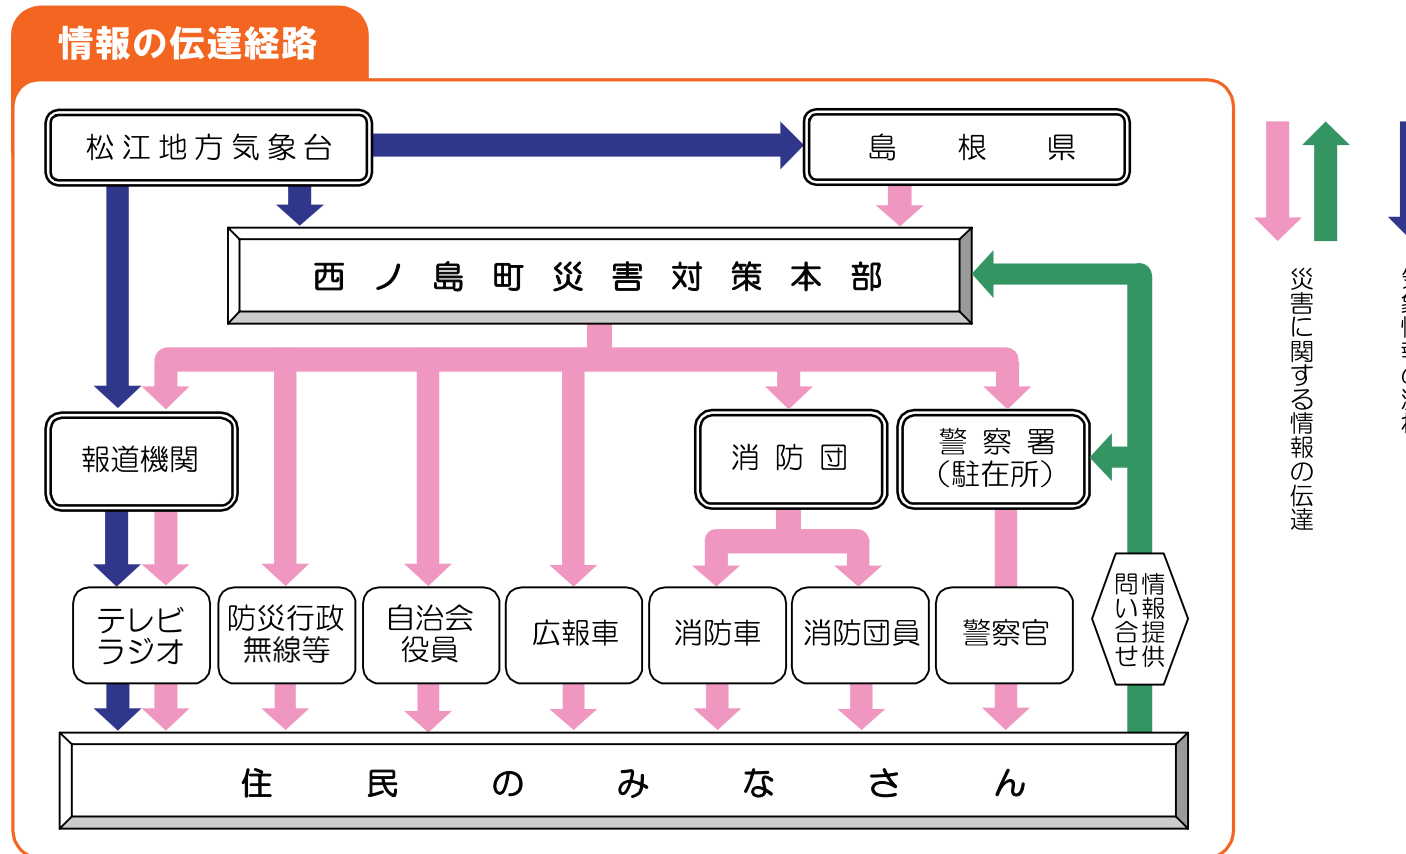 情報の伝達経路
松江地方気象台
島根県
西ノ島町災害対策本部
報道機関
消防団
警察署
（駐在所）
テレビ
ラジオ
防災行政
無線等
自治会
役員
広報車
消防車
消防団員
警察官
情報提供
問い合せ
住民のみなさん
災害に関する情報の伝達